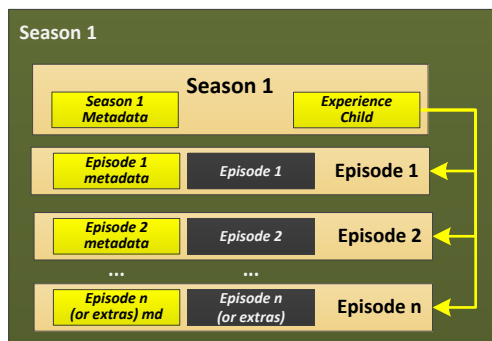 Season 1
Season 1
Season 1
Metadata
Experience
Child
Episode 1
metadata
Episode 1
Episode 1
Episode 2
metadata
Episode 2
Episode 2
...
...
Episode n
(or extras) md
Episode n
(or extras)
Episode n